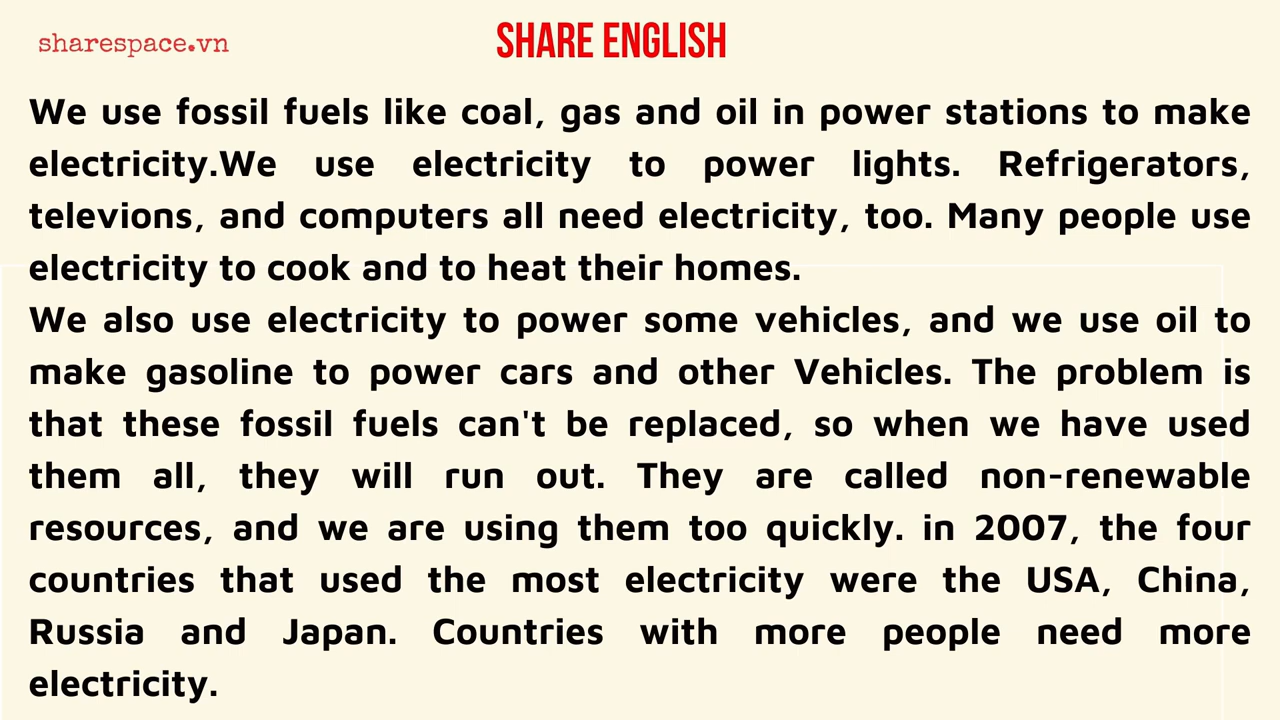 sharespace.vn
SHARE ENGLISH
We use fossil fuels like coal, gas and oil in power stations to make
electricity.We use electricity to power lights. Refrigerators,
televions, and computers all need electricity, too. Many people use
electricity to cook and to heat their homes.
We also use electricity to power some vehicles, and we use oil to
make gasoline to power cars and other Vehicles. The problem is
that these fossil fuels can't be replaced, so when we have used
them all, they will run out. They are called non-renewable
resources, and we are using them too quickly. in 2007, the four
countries that used the most electricity were the USA, China,
Russia and Japan. Countries with more people need more
electricity.